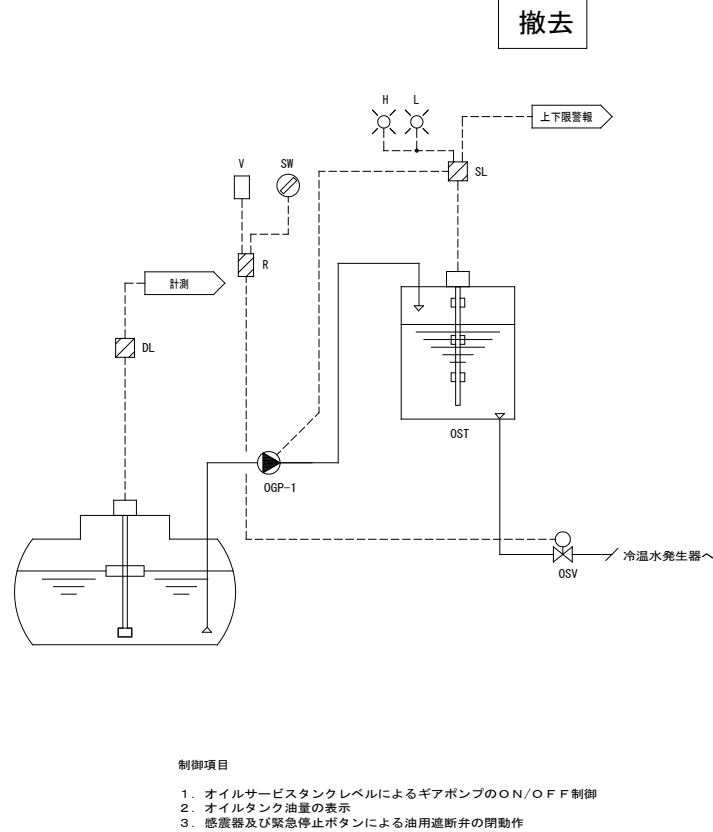 撤去
H L
上下限警報
V SW
SL
R
計測
DL
OST
OGP-1
冷温水発生器へ
OSV
制御項目
1. オイルサービスタンクレベルによるギアポンプのON/OFF制御
2. オイルタンク油量の表示
3. 感震器及び緊急停止ボタンによる油用遮断弁の閉動作